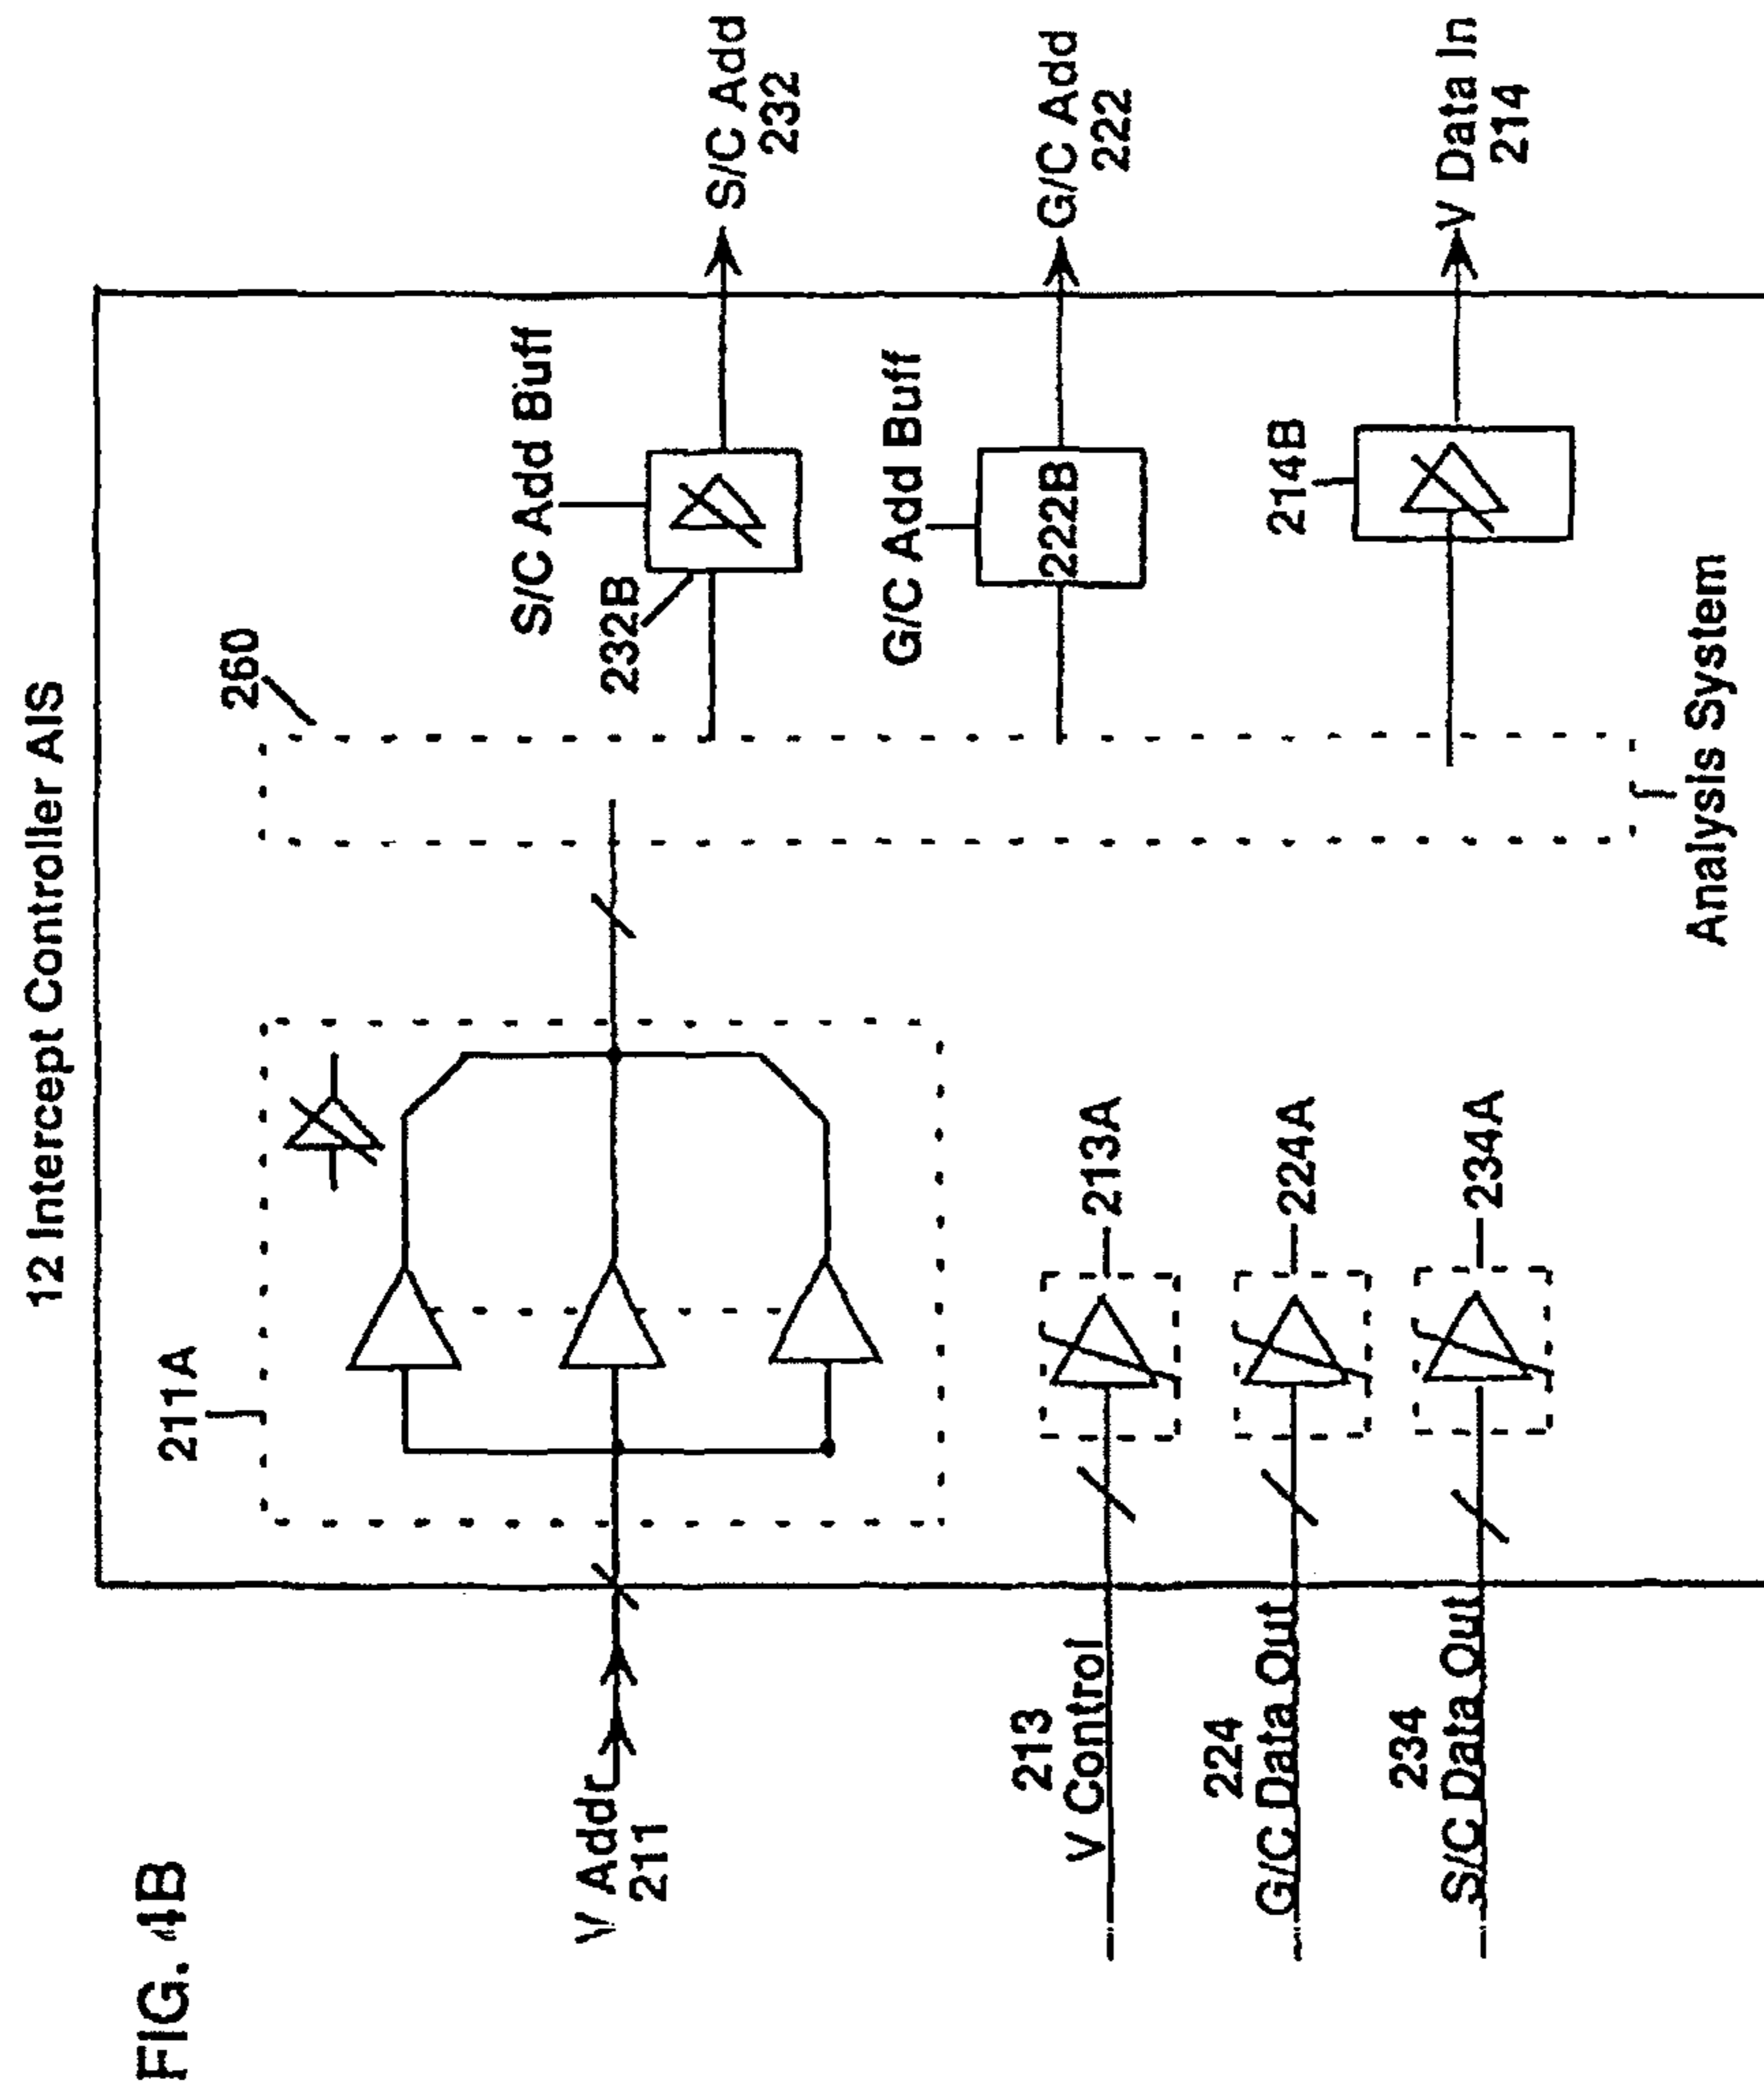 FIG. 4B
12 Intercept Controller AIS
211A
260
S/C Add Buff
232B
S/C Add
232
V Add
211
G/C Add Buff
222B
G/C Add
222
213
V Control
213A
224
G/C Data Out
224A
214B
V Data In
214
234
S/C Data Out
234A
Analysis System